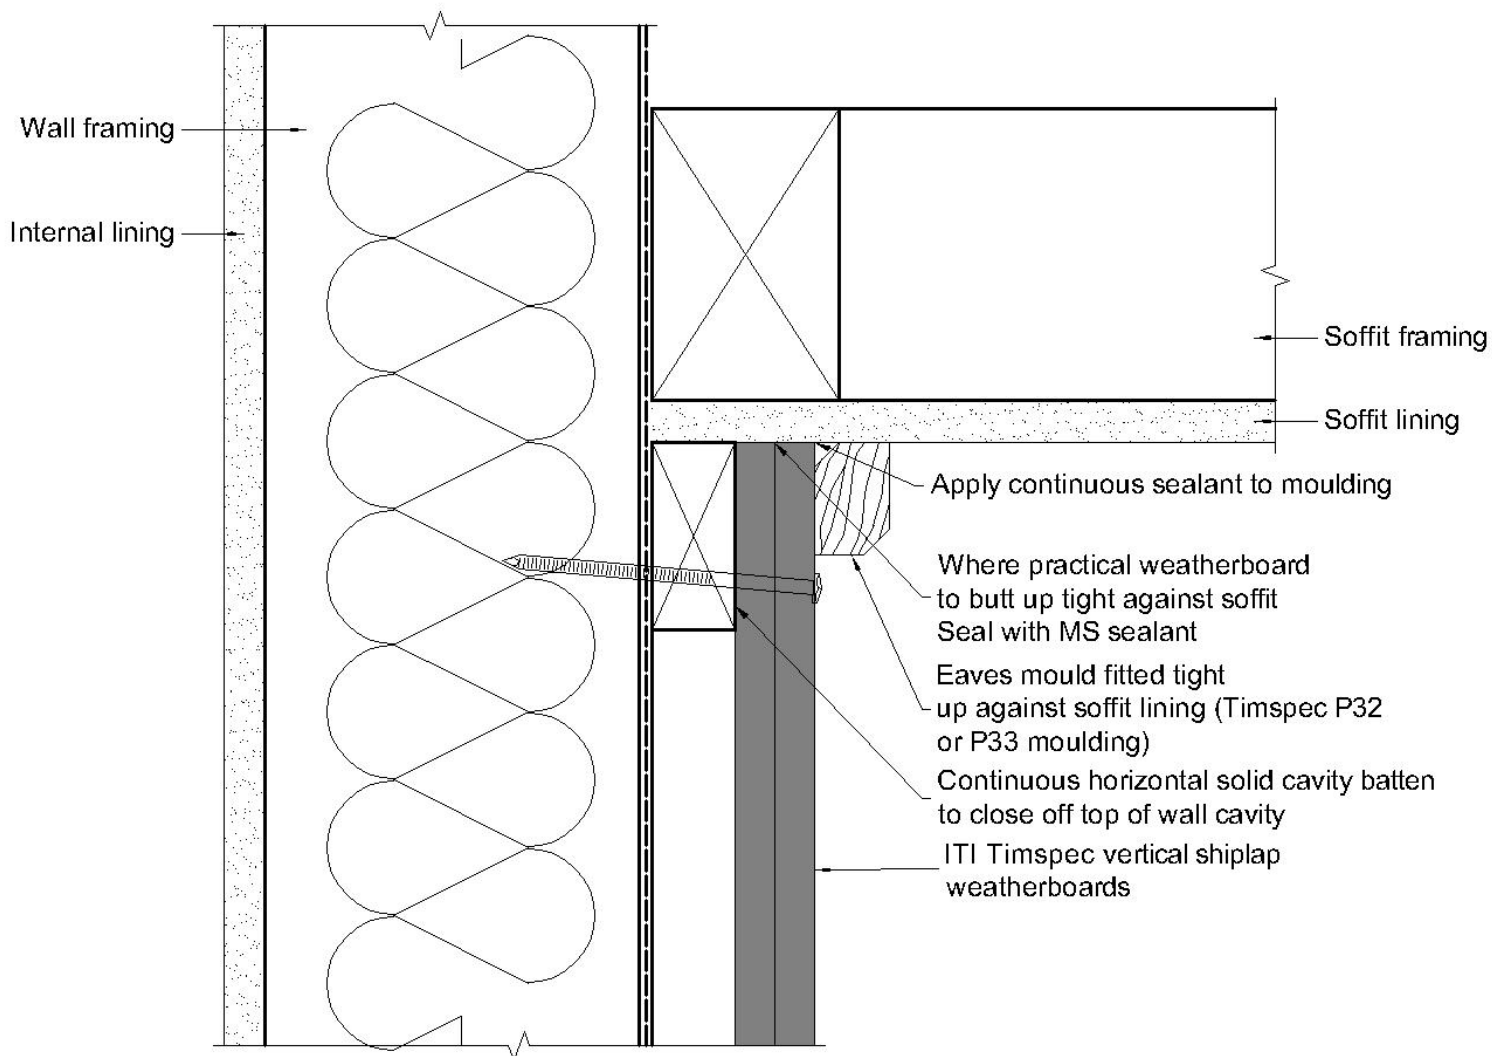 Wall framing
Internal lining
Soffit framing
Soffit lining
Apply continuous sealant to moulding
Where practical weatherboard
to butt up tight against soffit
Seal with MS sealant
Eaves mould fitted tight
up against soffit lining (Timspec P32
or P33 moulding)
Continuous horizontal solid cavity batten
to close off top of wall cavity
ITI Timspec vertical shiplap
weatherboards